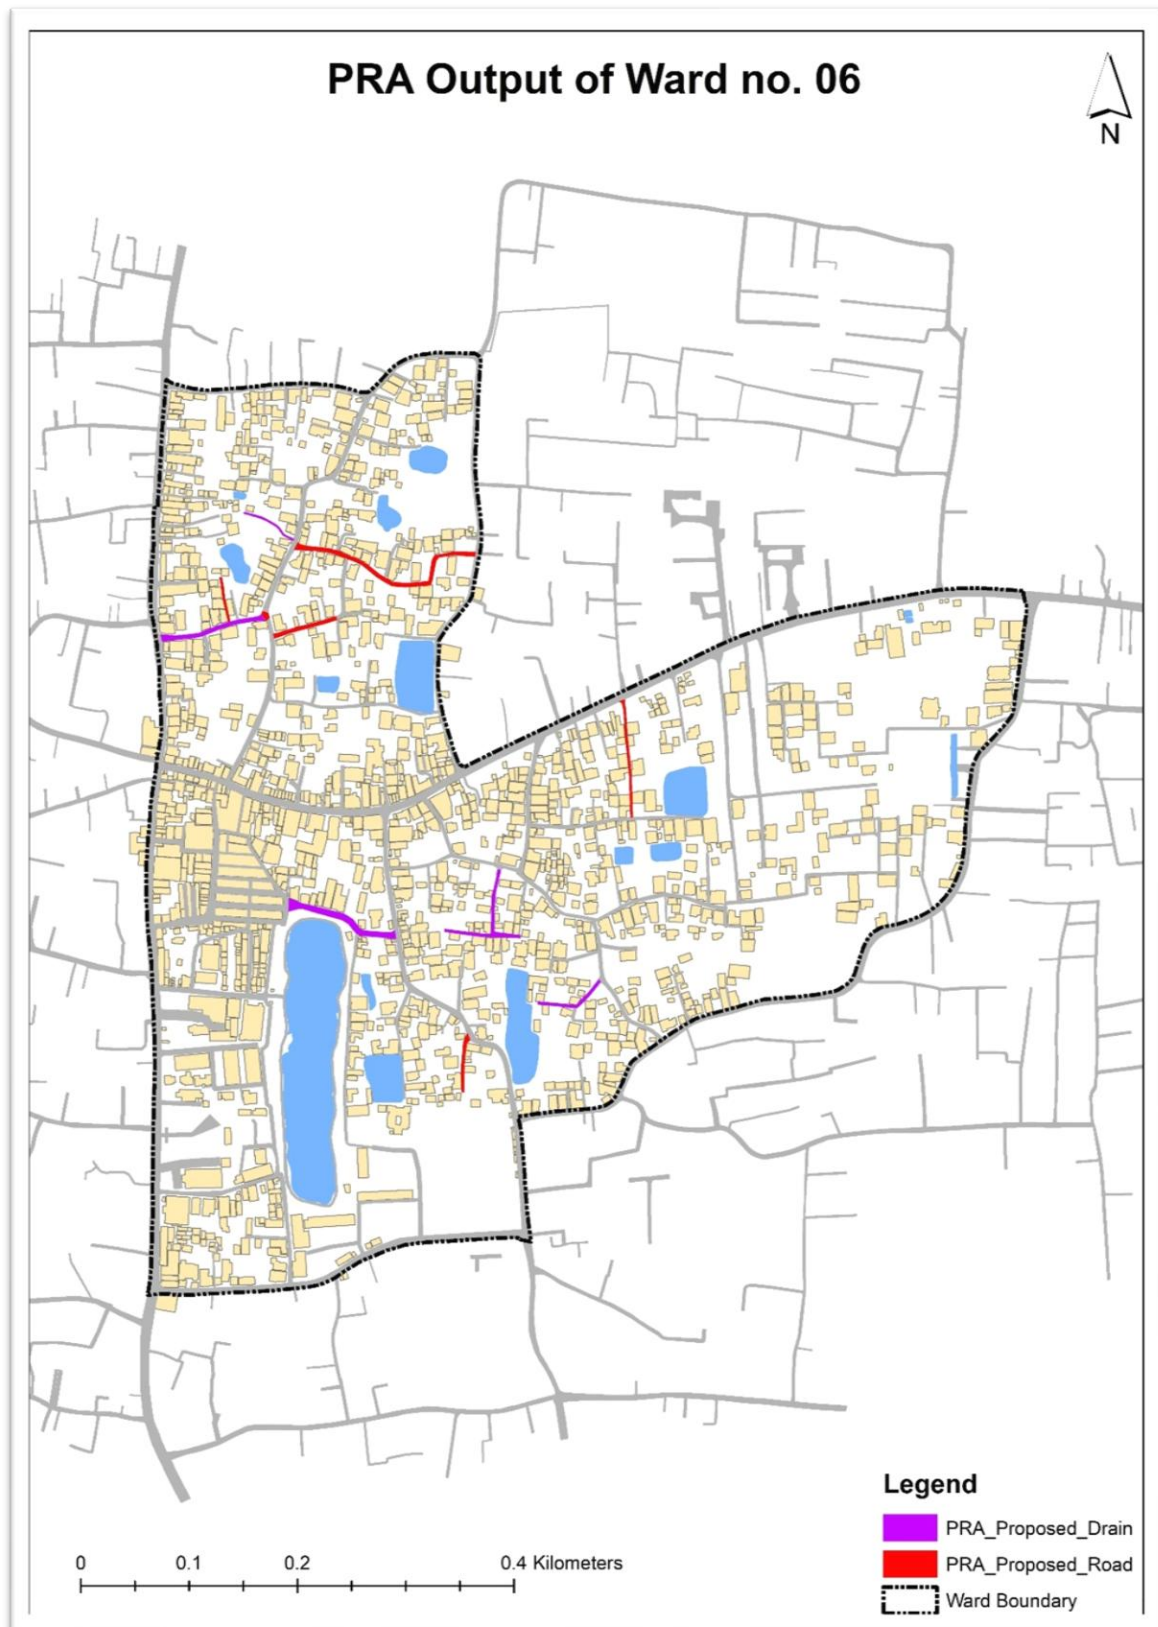 PRA Output of Ward no. 06
N
Legend
PRA_Proposed_Drain
PRA_Proposed_Road
Ward Boundary
0 0.1 0.2 0.4 Kilometers